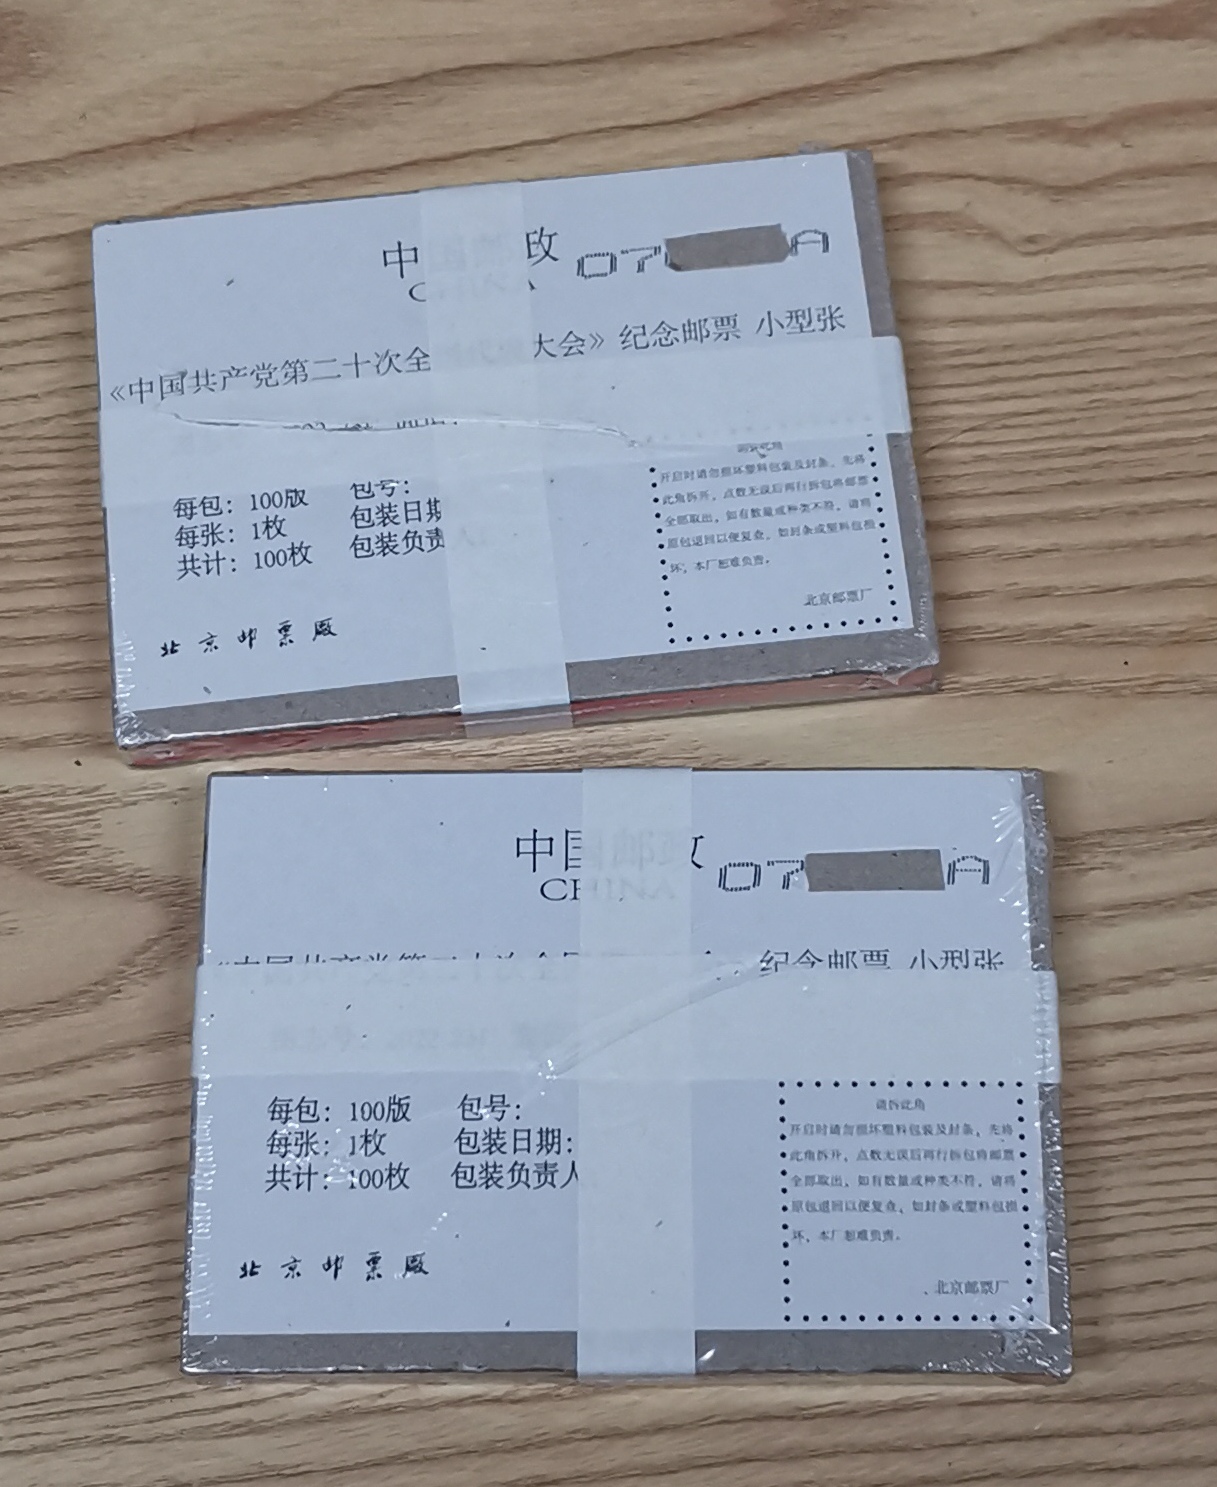 中 政
07 A
《中国共产党第二十次全 大会》纪念邮票 小型张
每包：100版 包号：
每张：1枚 包装日期
共计：100枚 包装负责人
请拆此角
开启时请勿损坏塑料包装及封条，先将
此角拆开，点数无误后再行拆包将邮票
全部取出，如有数量或种类不符，请将
原包退回以便复查，如封条或塑料包损
坏，本厂恕难负责。
北京邮票厂
北京邮票厰
中国邮政
CHINA
07 A
纪念邮票 小型张
每包：100版 包号：
每张：1枚 包装日期：
共计：100枚 包装负责人
请拆此角
开启时请勿损坏塑料包装及封条，先将
此角拆开，点数无误后再行拆包将邮票
全部取出，如有数量或种类不符，请将
原包退回以便复查，如封条或塑料包损
坏，本厂恕难负责。
北京邮票厂
北京邮票厰